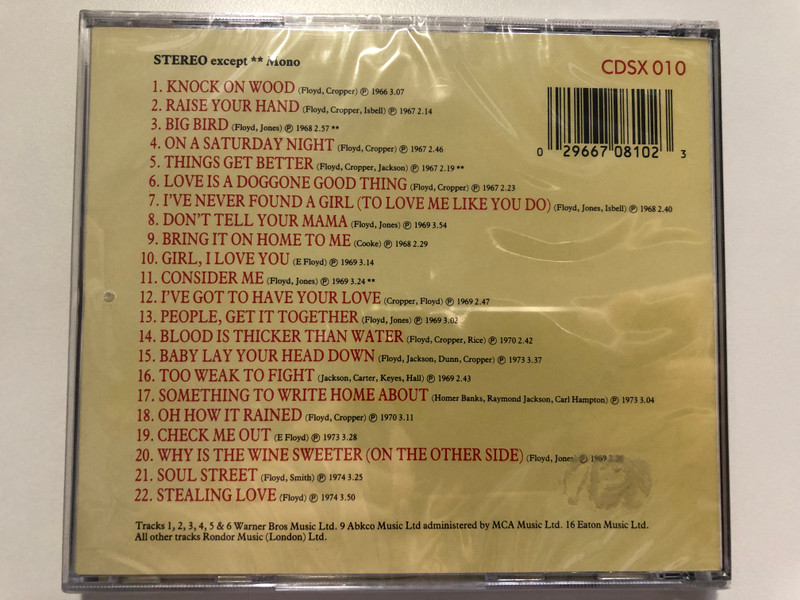 STEREO except ** Mono
CDSX 010
1. KNOCK ON WOOD (Floyd, Cropper) ℗ 1966 3.07
2. RAISE YOUR HAND (Floyd, Cropper, Isbell) ℗ 1967 2.14
3. BIG BIRD (Floyd, Jones) ℗ 1968 2.57 **
4. ON A SATURDAY NIGHT (Floyd, Cropper) ℗ 1967 2.46
5. THINGS GET BETTER (Floyd, Cropper, Jackson) ℗ 1967 2.19 **
6. LOVE IS A DOGGONE GOOD THING (Floyd, Cropper) ℗ 1967 2.23
7. I'VE NEVER FOUND A GIRL (TO LOVE ME LIKE YOU DO) (Floyd, Jones, Isbell) ℗ 1968 2.40
8. DON'T TELL YOUR MAMA (Floyd, Jones) ℗ 1969 3.54
9. BRING IT ON HOME TO ME (Cooke) ℗ 1968 2.29
10. GIRL, I LOVE YOU (E Floyd) ℗ 1969 3.14
11. CONSIDER ME (Floyd, Jones) ℗ 1969 3.24 **
12. I'VE GOT TO HAVE YOUR LOVE (Cropper, Floyd) ℗ 1969 2.47
13. PEOPLE, GET IT TOGETHER (Floyd, Jones) ℗ 1969 3.02
14. BLOOD IS THICKER THAN WATER (Floyd, Cropper, Rice) ℗ 1970 2.42
15. BABY LAY YOUR HEAD DOWN (Floyd, Jackson, Dunn, Cropper) ℗ 1973 3.37
16. TOO WEAK TO FIGHT (Jackson, Carter, Keyes, Hall) ℗ 1969 2.43
17. SOMETHING TO WRITE HOME ABOUT (Homer Banks, Raymond Jackson, Carl Hampton) ℗ 1973 3.04
18. OH HOW IT RAINED (Floyd, Cropper) ℗ 1970 3.11
19. CHECK ME OUT (E Floyd) ℗ 1973 3.28
20. WHY IS THE WINE SWEETER (ON THE OTHER SIDE) (Floyd, Jones) ℗ 1969
21. SOUL STREET (Floyd, Smith) ℗ 1974 3.25
22. STEALING LOVE (Floyd) ℗ 1974 3.50
0 29667 08102 3
Tracks 1, 2, 3, 4, 5 & 6 Warner Bros Music Ltd. 9 Abkco Music Ltd administered by MCA Music Ltd. 16 Eaton Music Ltd.
All other tracks Rondor Music (London) Ltd.